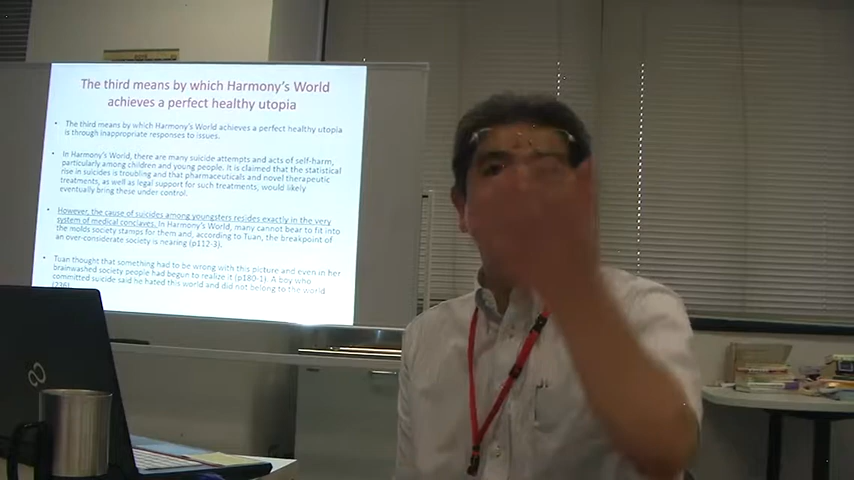 The third means by which Harmony's World
achieves a perfect healthy utopia
• The third means by which Harmony's World achieves a perfect healthy utopia
is through inappropriate responses to issues.
• In Harmony's World, there are many suicide attempts and acts of self-harm,
particularly among children and young people. It is claimed that the statistical
rise in suicides is troubling and that pharmaceuticals and novel therapeutic
treatments, as well as legal support for such treatments, would likely
eventually bring these under control.
• However, the cause of suicides among youngsters resides exactly in the very
system of medical conclaves. In Harmony's World, many cannot bear to fit into
the molds society stamps for them and, according to Tuan, the breakpoint of
an over-considerate society is nearing (p112-3).
• Tuan thought that something had to be wrong with this picture and even in her
brainwashed society people had begun to realize it (p180-1). A boy who
committed suicide said he hated this world and did not belong to the world
(236).